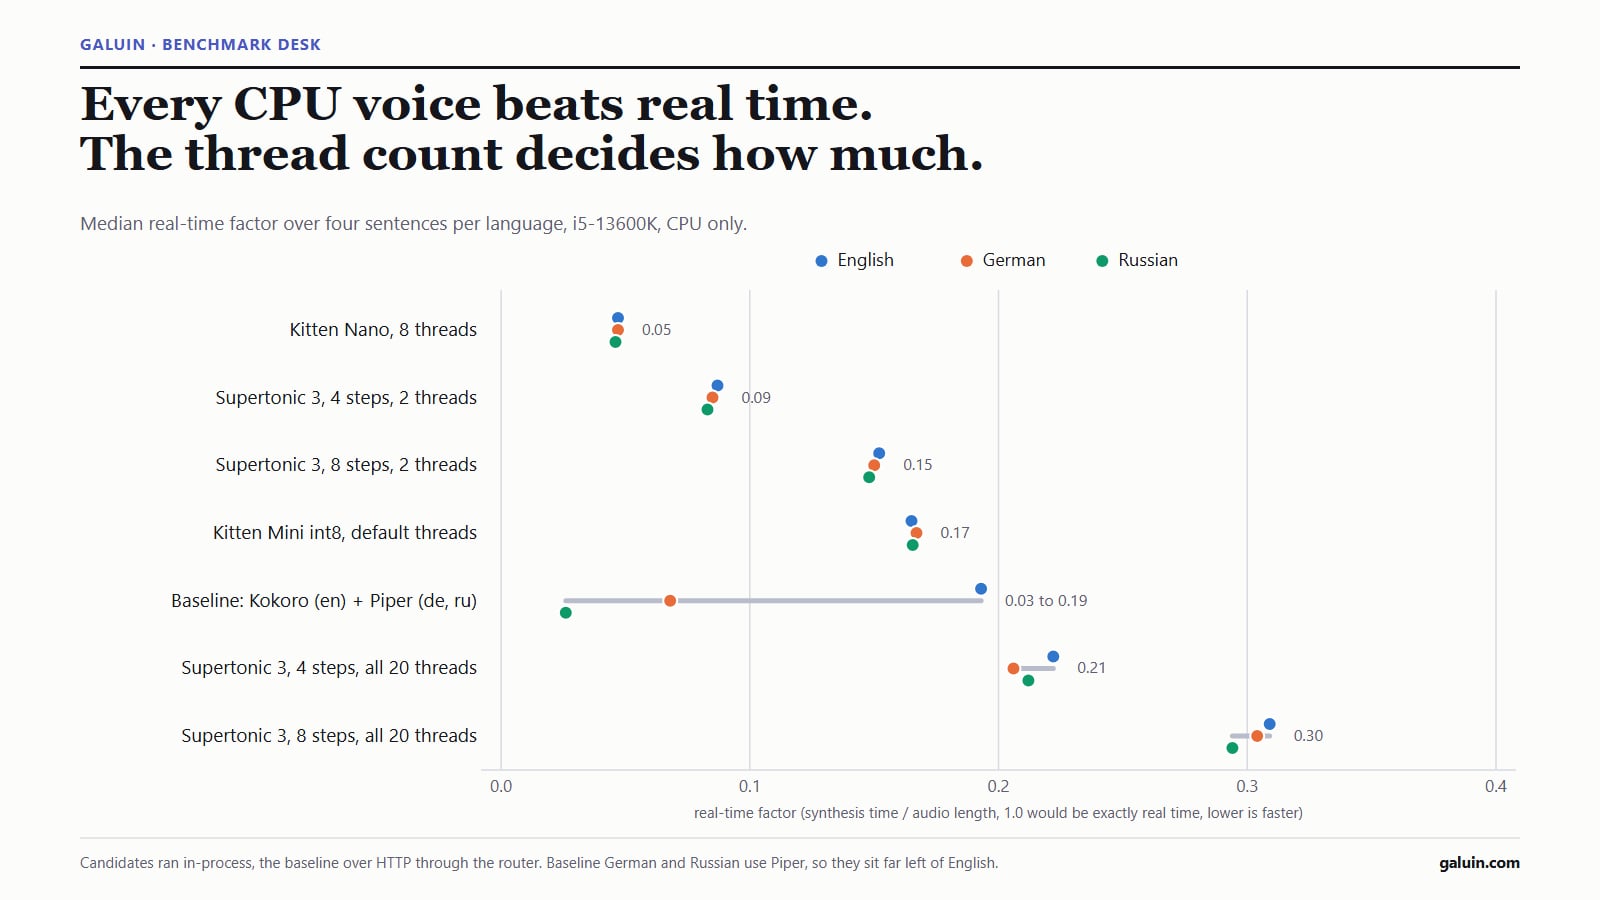 GALUIN · BENCHMARK DESK
Every CPU voice beats real time.
The thread count decides how much.
Median real-time factor over four sentences per language, i5-13600K, CPU only.
English German Russian
Kitten Nano, 8 threads 0.05
Supertonic 3, 4 steps, 2 threads 0.09
Supertonic 3, 8 steps, 2 threads 0.15
Kitten Mini int8, default threads 0.17
Baseline: Kokoro (en) + Piper (de, ru) 0.03 to 0.19
Supertonic 3, 4 steps, all 20 threads 0.21
Supertonic 3, 8 steps, all 20 threads 0.30
0.0 0.1 0.2 0.3 0.4
real-time factor (synthesis time / audio length, 1.0 would be exactly real time, lower is faster)
Candidates ran in-process, the baseline over HTTP through the router. Baseline German and Russian use Piper, so they sit far left of English. galuin.com